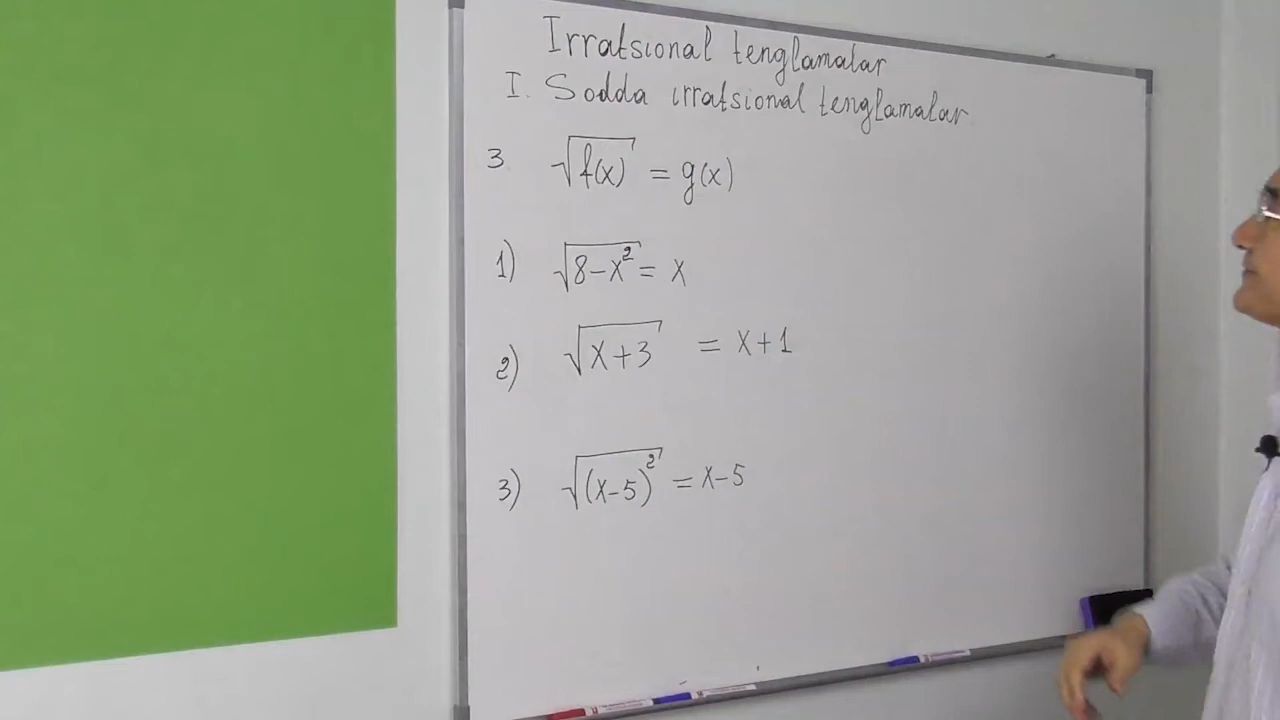 Irratsional tenglamalar
I. Sodda irratsional tenglamalar
3. √f(x) = g(x)
1) √8-x² = x
2) √x+3 = x+1
3) √(x-5)² = x-5